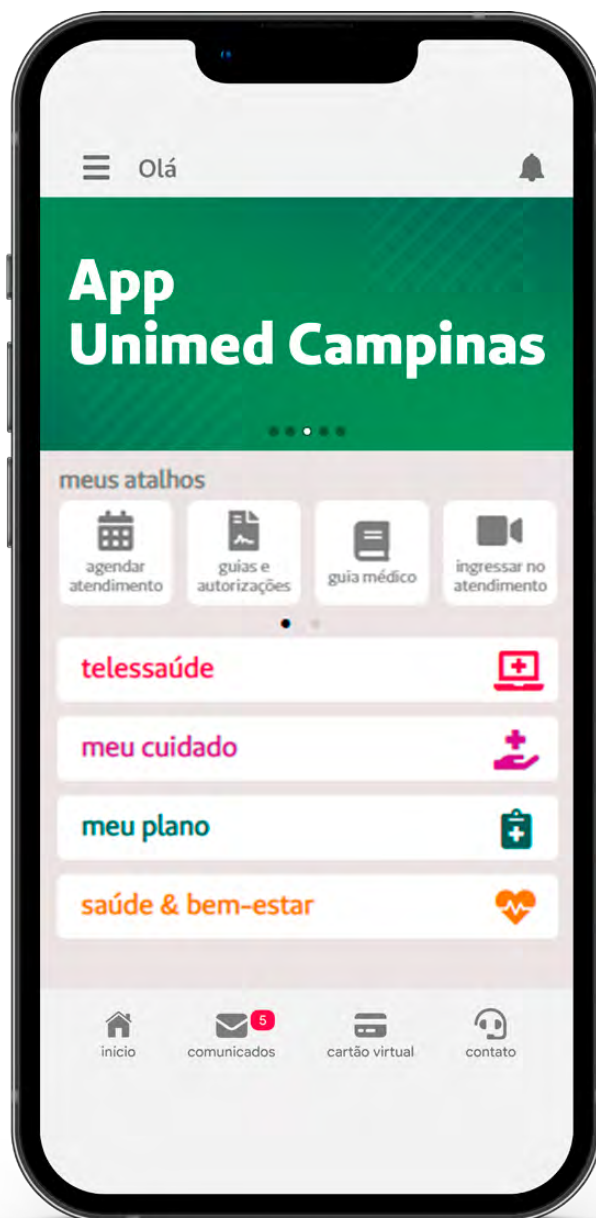 Olá
App
Unimed Campinas
meus atalhos
agendar
atendimento
guias e
autorizações
guia médico
ingressar no
atendimento
telessaúde
meu cuidado
meu plano
saúde & bem-estar
5
inicio
comunicados
cartão virtual
contato